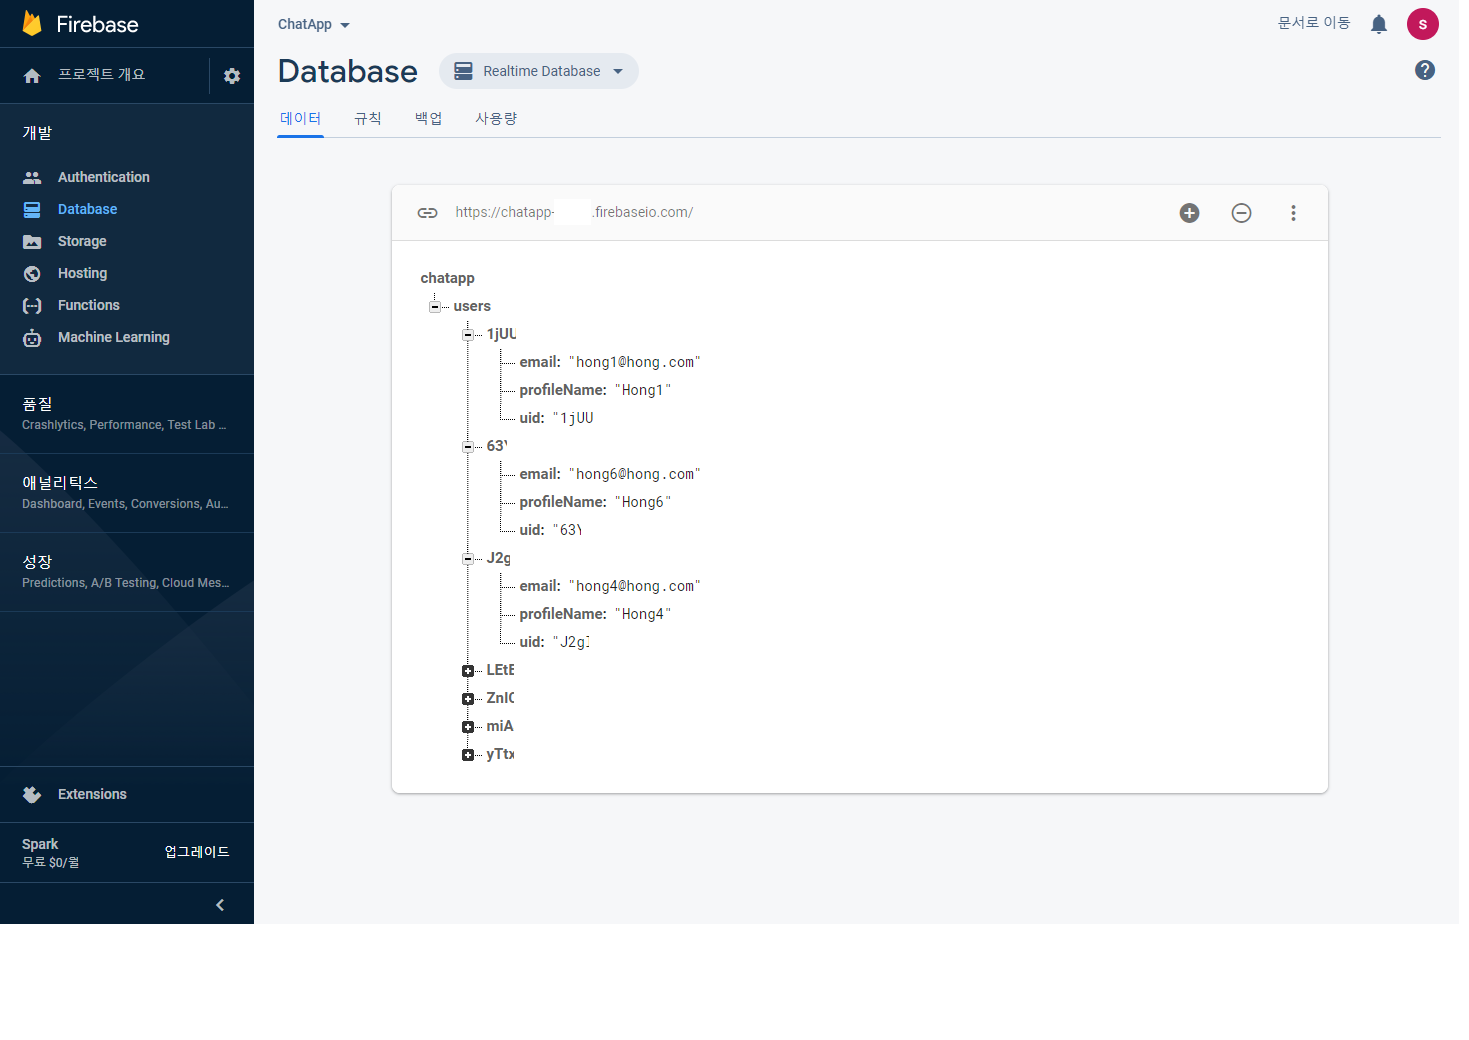 Firebase
프로젝트 개요
개발
Authentication
Database
Storage
Hosting
Functions
Machine Learning
품질
Crashlytics, Performance, Test Lab ...
애널리틱스
Dashboard, Events, Conversions, Au...
성장
Predictions, A/B Testing, Cloud Mes...
Extensions
Spark
무료 $0/월
업그레이드
ChatApp
문서로 이동
S
Database
Realtime Database
데이터 규칙 백업 사용량
https://chatapp- .firebaseio.com/
chatapp
users
1jUU
email: "hong1@hong.com"
profileName: "Hong1"
uid: "1jUU
63Y
email: "hong6@hong.com"
profileName: "Hong6"
uid: "63Y
J2g
email: "hong4@hong.com"
profileName: "Hong4"
uid: "J2g
LEtE
miA
yTtx